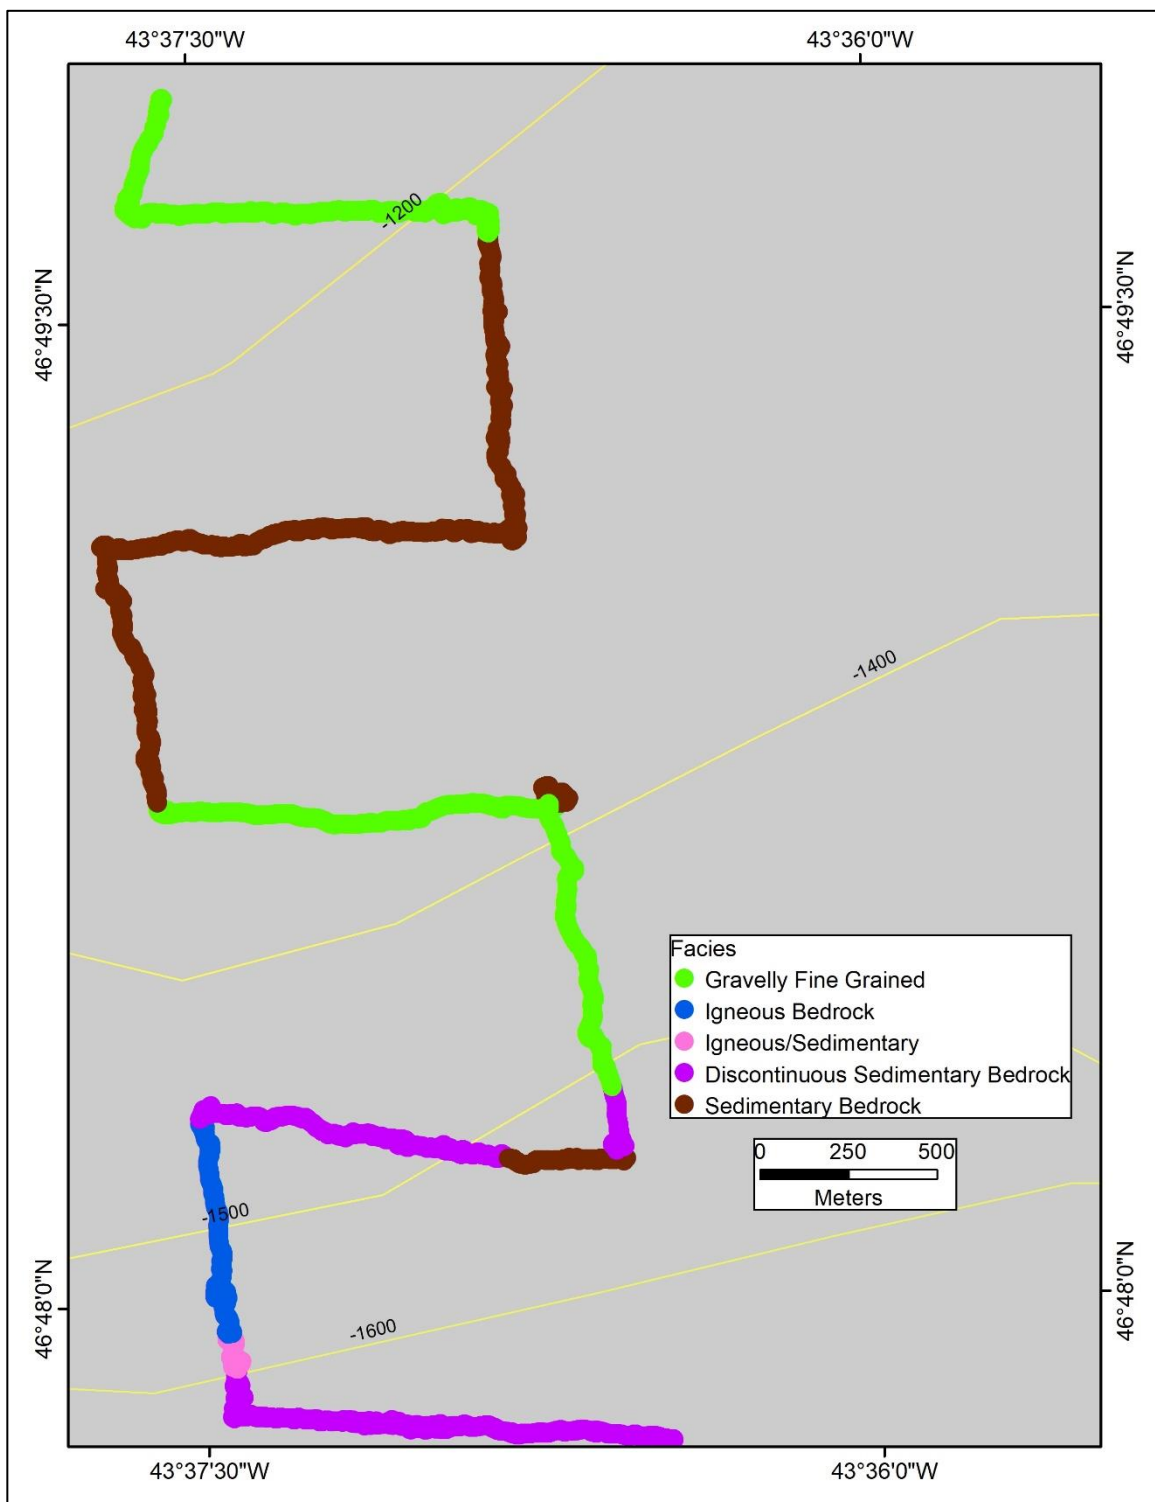 43°37'30"W
43°36'0"W
46°49'30"N
46°49'30"N
-1200
-1400
Facies
Gravelly Fine Grained
Igneous Bedrock
Igneous/Sedimentary
Discontinuous Sedimentary Bedrock
Sedimentary Bedrock
0 250 500
Meters
-1500
-1600
46°48'0"N
46°48'0"N
43°37'30"W
43°36'0"W